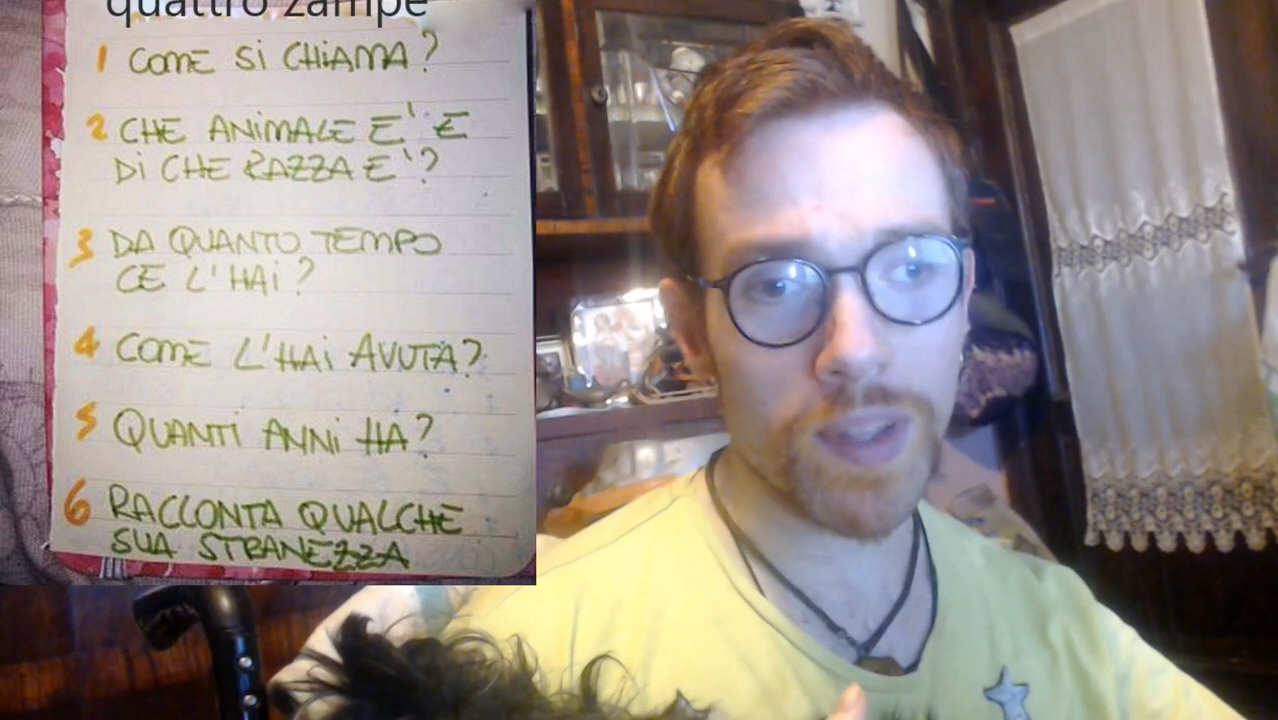 quattro zampe
1 COME SI CHIAMA?
2 CHE ANIMALE E' E
DI CHE RAZZA E'?
3 DA QUANTO TEMPO
CE L'HAI?
4 COME L'HAI AVUTA?
5 QUANTI ANNI HA?
6 RACCONTA QUALCHE
SUA STRANEZZA